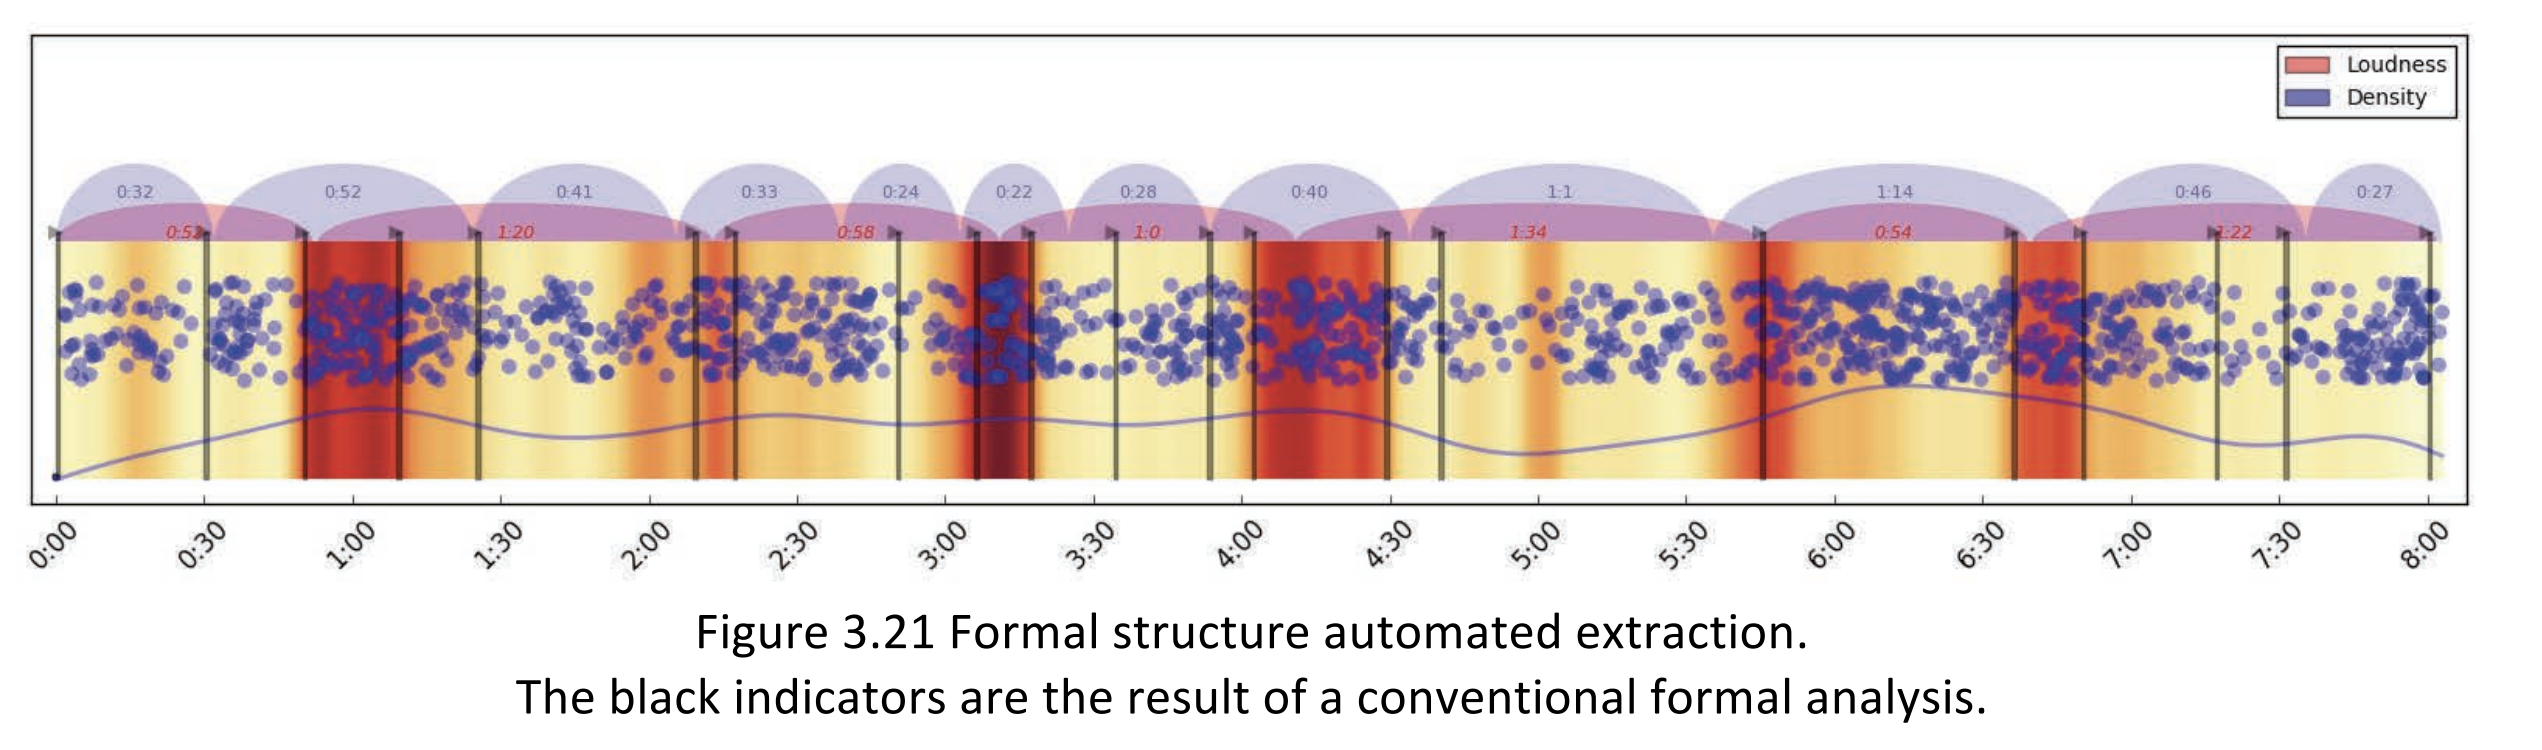 Loudness
Density
0:32 0:52 0:41 0:33 0:24 0:22 0:28 0:40 1:1 1:14 0:46 0:27
1:20 0:58 1:0 1:34 0:54 1:22
0:00 0:30 1:00 1:30 2:00 2:30 3:00 3:30 4:00 4:30 5:00 5:30 6:00 6:30 7:00 7:30 8:00
Figure 3.21 Formal structure automated extraction.
The black indicators are the result of a conventional formal analysis.